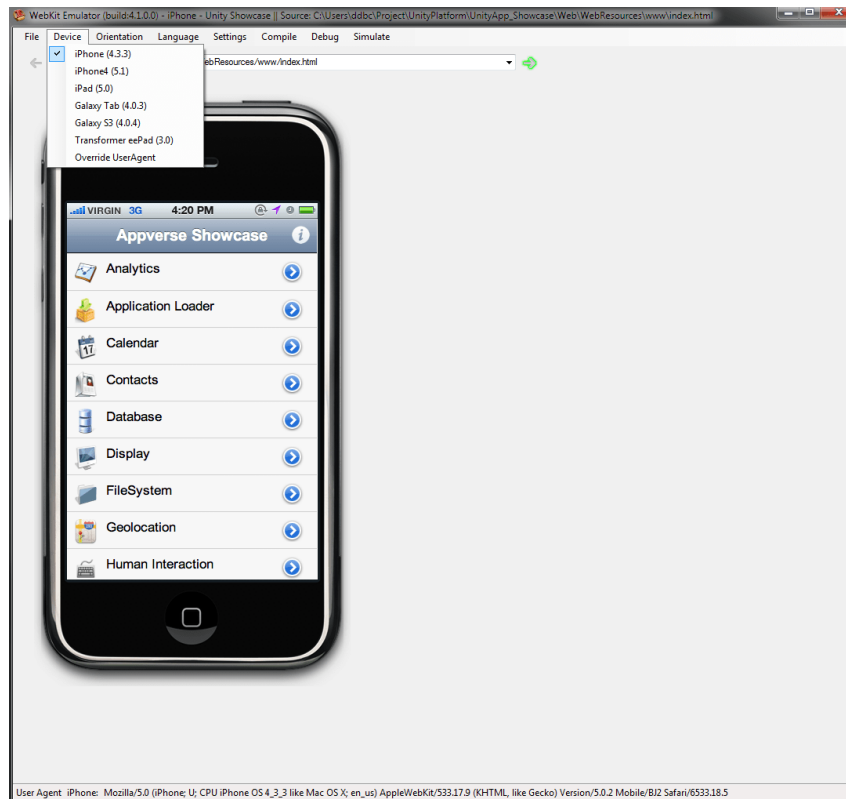 WebKit Emulator (build:4.1.0.0) - iPhone - Unity Showcase || Source: C:\Users\ddbc\Project\UnityPlatform\UnityApp_Showcase\Web\WebResources\www\index.html
File Device Orientation Language Settings Compile Debug Simulate
iPhone (4.3.3)
ebResources/www/index.html
iPhone4 (5.1)
iPad (5.0)
Galaxy Tab (4.0.3)
Galaxy S3 (4.0.4)
Transformer eePad (3.0)
Override UserAgent
VIRGIN 3G 4:20 PM
Appverse Showcase i
Analytics
Application Loader
17
Calendar
Contacts
Database
Display
FileSystem
Geolocation
Human Interaction
User Agent iPhone: Mozilla/5.0 (iPhone; U; CPU iPhone OS 4_3_3 like Mac OS X; en_us) AppleWebKit/533.17.9 (KHTML, like Gecko) Version/5.0.2 Mobile/BJ2 Safari/6533.18.5